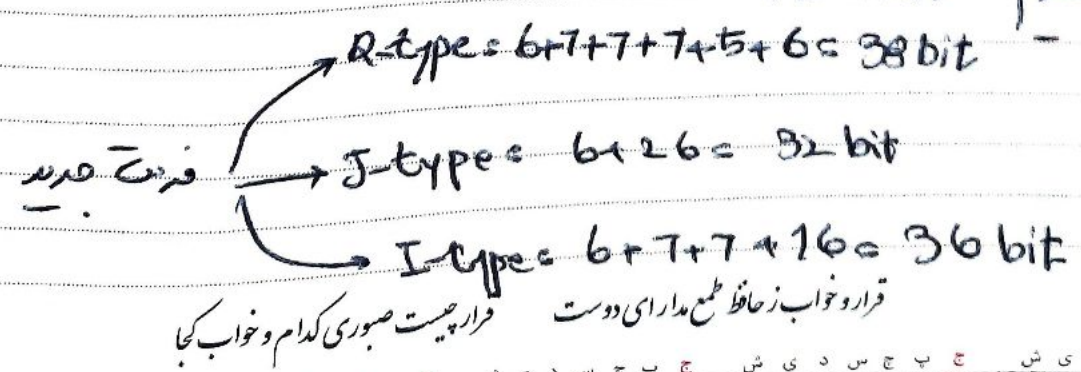 R-type = 6+7+7+7+5+6 = 38 bit
فرمت جدید
J-type = 6+26 = 32 bit
I-type = 6+7+7+16 = 36 bit
قرار و خواب ز حافظ طمع مدار ای دوست قرار چیست صبوری کدام و خواب کجا
ی ش ج پ چ س د ی ش ج پ چ س د